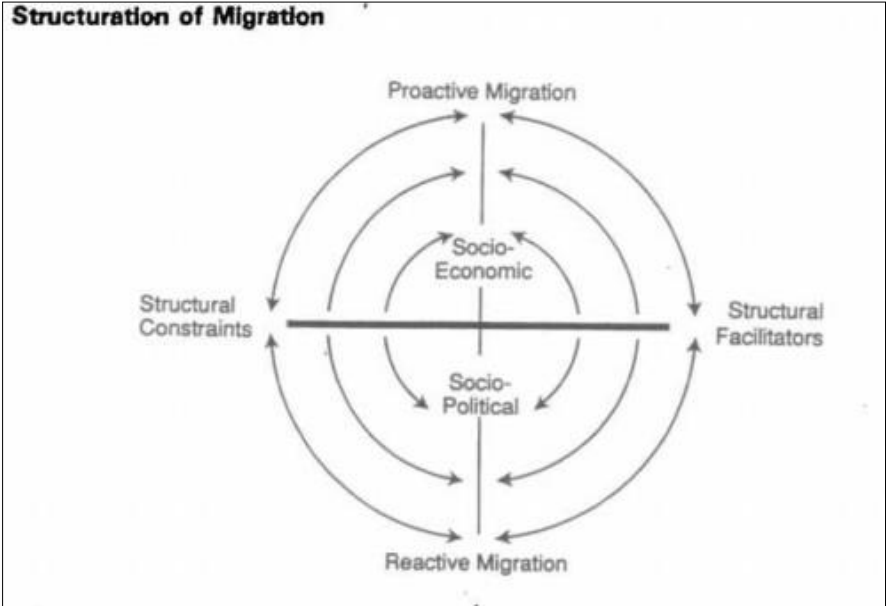 Structuration of Migration
Proactive Migration
Socio-
Economic
Structural
Constraints
Structural
Facilitators
Socio-
Political
Reactive Migration